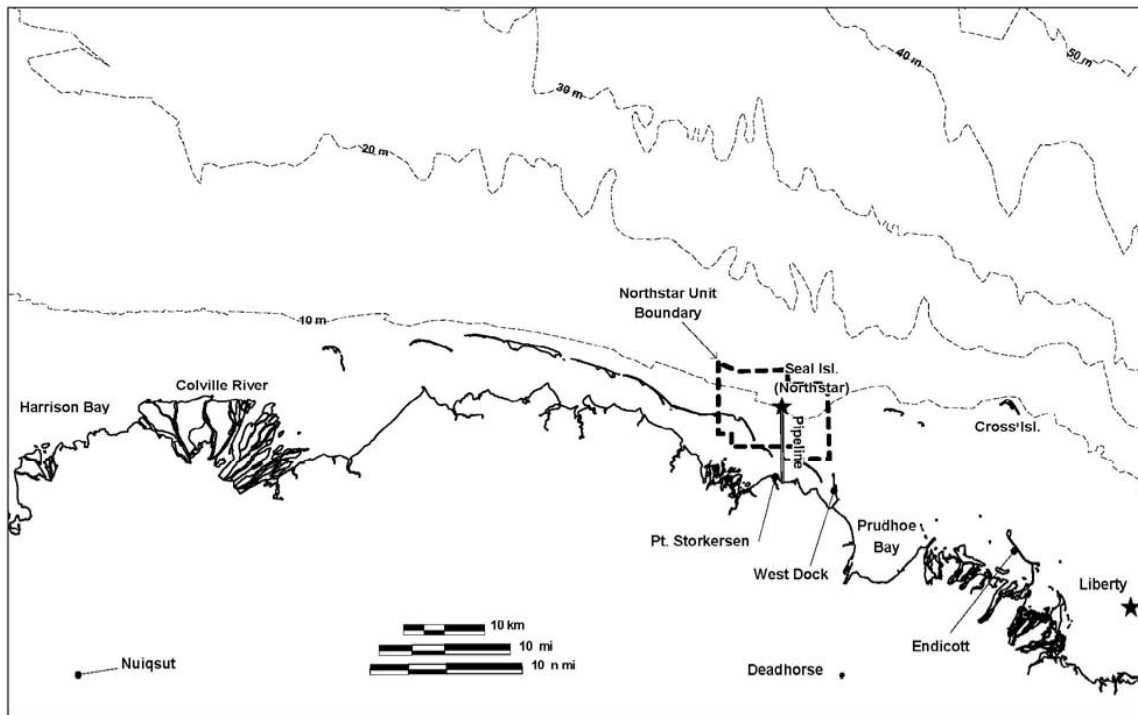 50 m
40 m
30 m
20 m
10 m
Northstar Unit
Boundary
Seal Isl.
(Northstar)
Colville River
Harrison Bay
Cross Isl.
Pipeline
Pt. Storkersen
Prudhoe
Bay
West Dock
Liberty
10 km
10 mi
10 n mi
Endicott
Nuiqsut
Deadhorse